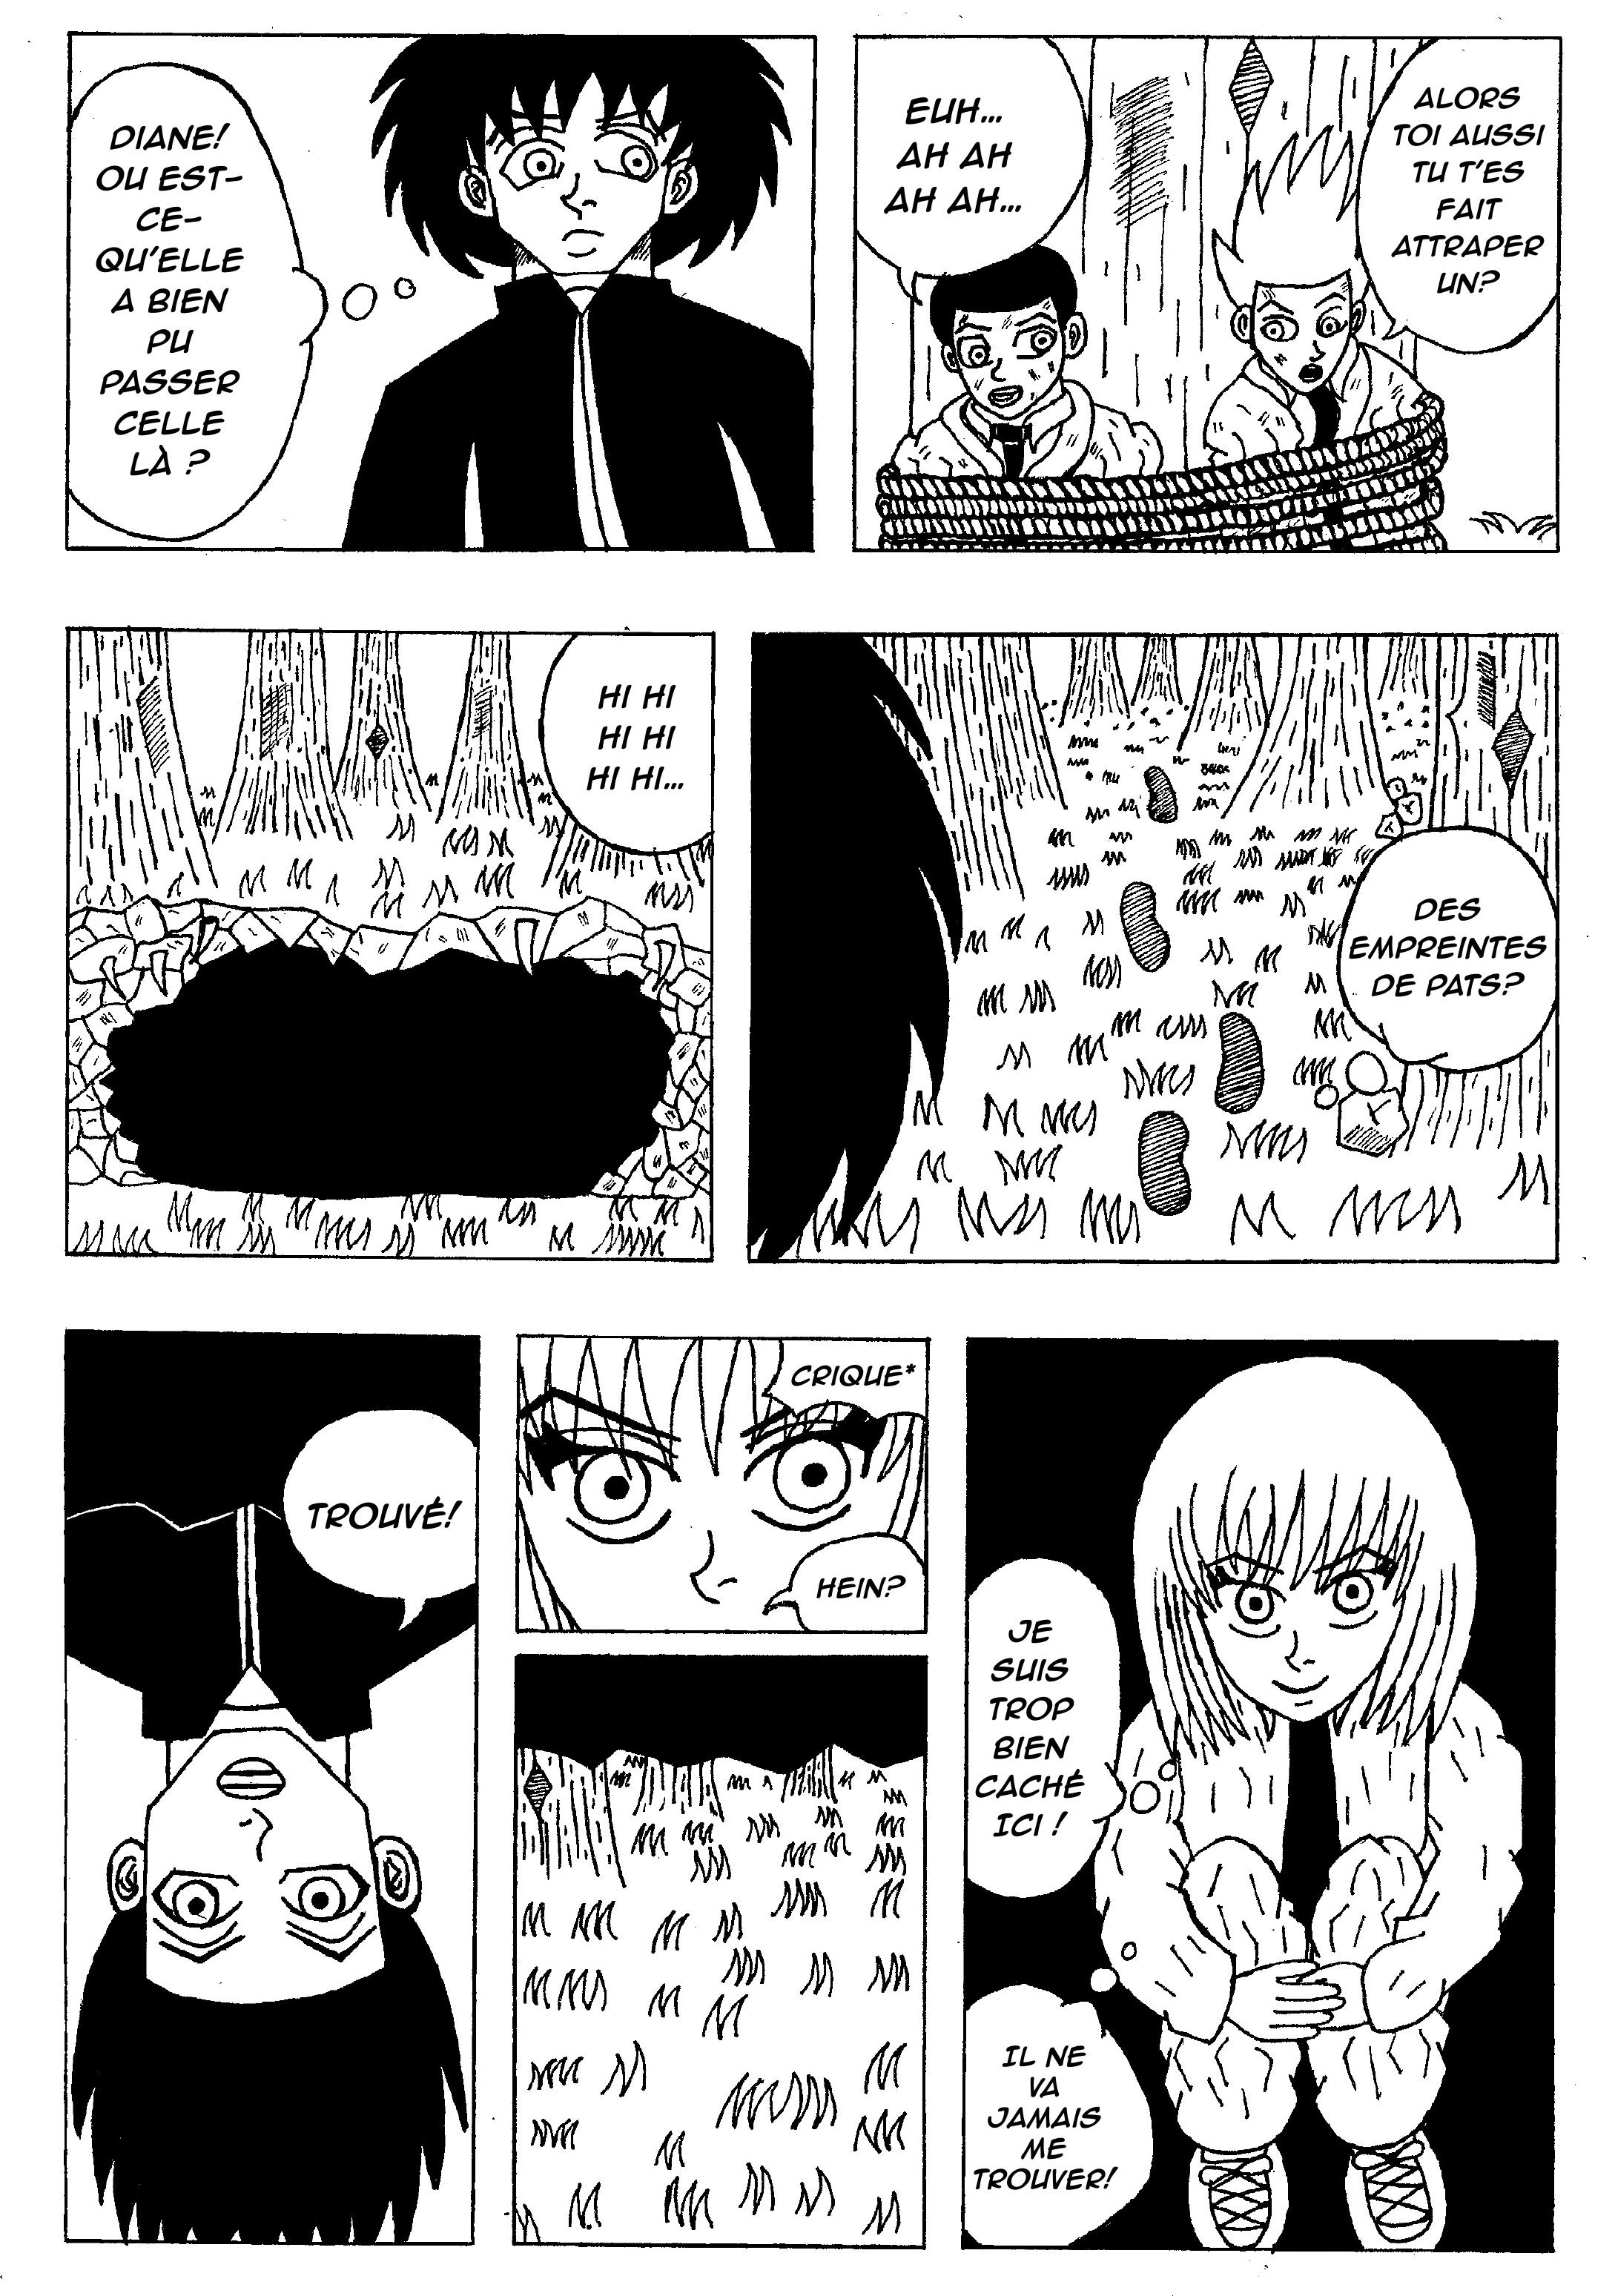 ALORS
TOI AUSSI
TU T'ES
FAIT
ATTRAPER
UN?
EUH...
AH AH
AH AH...
DIANE!
OU EST-
CE-
QU'ELLE
A BIEN
PU
PASSER
CELLE
LÀ ?
DES
EMPREINTES
DE PATS?
HI HI
HI HI
HI HI...
JE
SUIS
TROP
BIEN
CACHÉ
ICI !
IL NE
VA
JAMAIS
ME
TROUVER!
CRIQUE*
HEIN?
TROUVÉ!